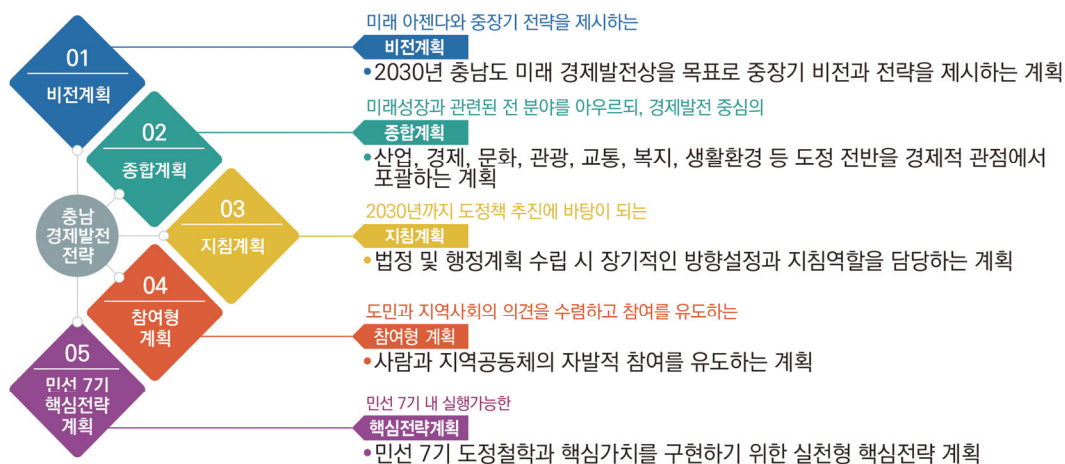 01
비전계획
02
종합계획
03
지침계획
04
참여형
계획
05
민선 7기
핵심전략
계획
충남
경제발전
전략
미래 아젠다와 중장기 전략을 제시하는
비전계획
•2030년 충남도 미래 경제발전상을 목표로 중장기 비전과 전략을 제시하는 계획
미래성장과 관련된 전 분야를 아우르되, 경제발전 중심의
종합계획
•산업, 경제, 문화, 관광, 교통, 복지, 생활환경 등 도정 전반을 경제적 관점에서
포괄하는 계획
2030년까지 도정책 추진에 바탕이 되는
지침계획
•법정 및 행정계획 수립 시 장기적인 방향설정과 지침역할을 담당하는 계획
도민과 지역사회의 의견을 수렴하고 참여를 유도하는
참여형 계획
•사람과 지역공동체의 자발적 참여를 유도하는 계획
민선 7기 내 실행가능한
핵심전략계획
•민선 7기 도정철학과 핵심가치를 구현하기 위한 실천형 핵심전략 계획